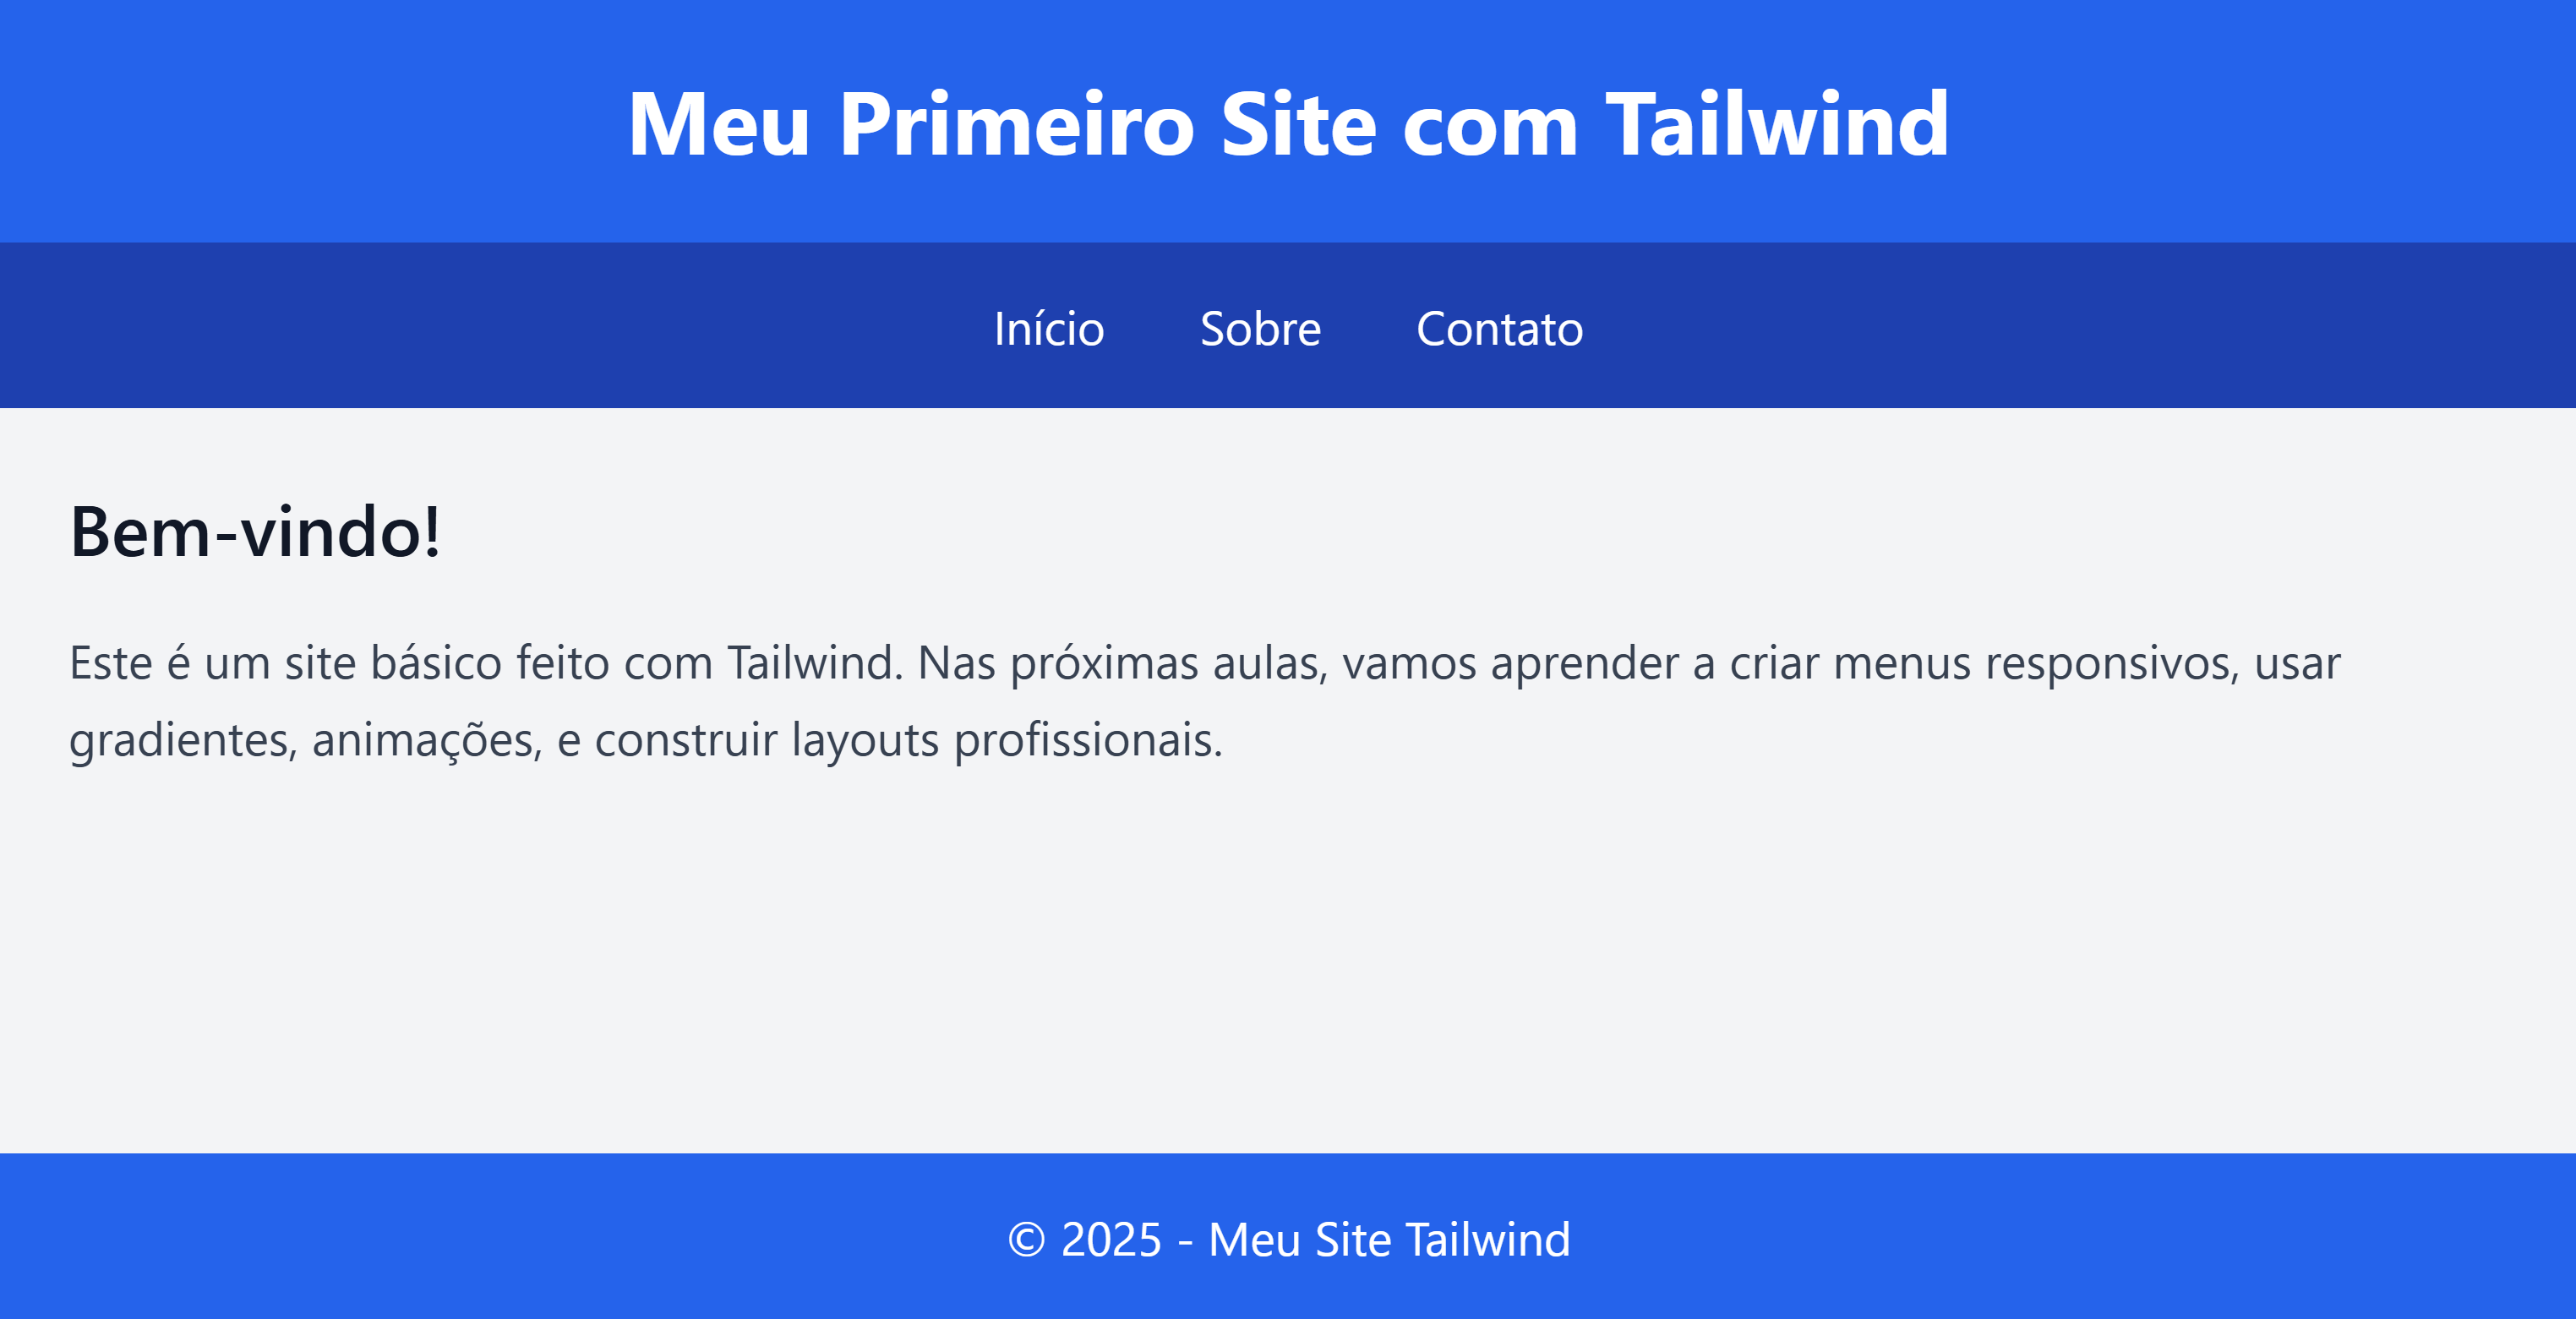 Meu Primeiro Site com Tailwind
Início Sobre Contato
Bem-vindo!
Este é um site básico feito com Tailwind. Nas próximas aulas, vamos aprender a criar menus responsivos, usar
gradientes, animações, e construir layouts profissionais.
© 2025 - Meu Site Tailwind